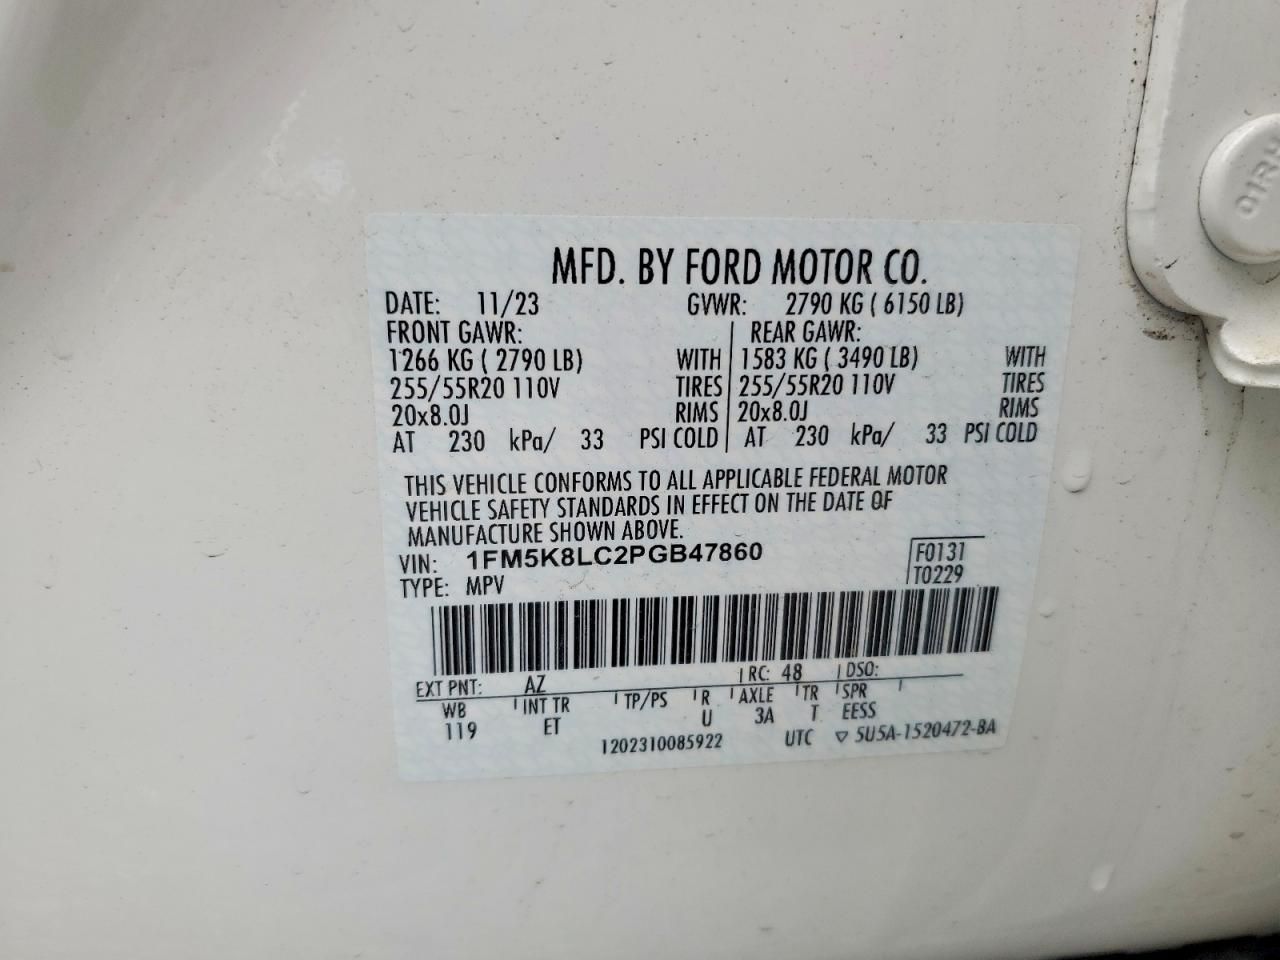 MFD. BY FORD MOTOR CO.
DATE: 11/23 GVWR: 2790 KG ( 6150 LB)
FRONT GAWR: REAR GAWR:
1266 KG ( 2790 LB) WITH 1583 KG ( 3490 LB) WITH
255/55R20 110V TIRES 255/55R20 110V TIRES
20x8.0J RIMS 20x8.0J RIMS
AT 230 kPa/ 33 PSI COLD AT 230 kPa/ 33 PSI COLD
THIS VEHICLE CONFORMS TO ALL APPLICABLE FEDERAL MOTOR
VEHICLE SAFETY STANDARDS IN EFFECT ON THE DATE OF
MANUFACTURE SHOWN ABOVE.
VIN: 1FM5K8LC2PGB47860 F0131
TYPE: MPV T0229
EXT PNT: AZ RC: 48 DSO:
WB INT TR TP/PS R AXLE TR SPR
119 ET U 3A T EESS
1202310085922 UTC ▽ 5U5A-1520472-BA
01RH